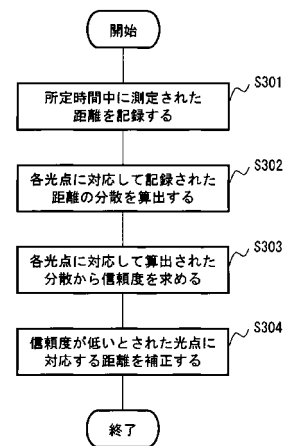 開始
S301
所定時間中に測定された
距離を記録する
S302
各光点に対応して記録された
距離の分散を算出する
S303
各光点に対応して算出された
分散から信頼度を求める
S304
信頼度が低いとされた光点に
対応する距離を補正する
終了